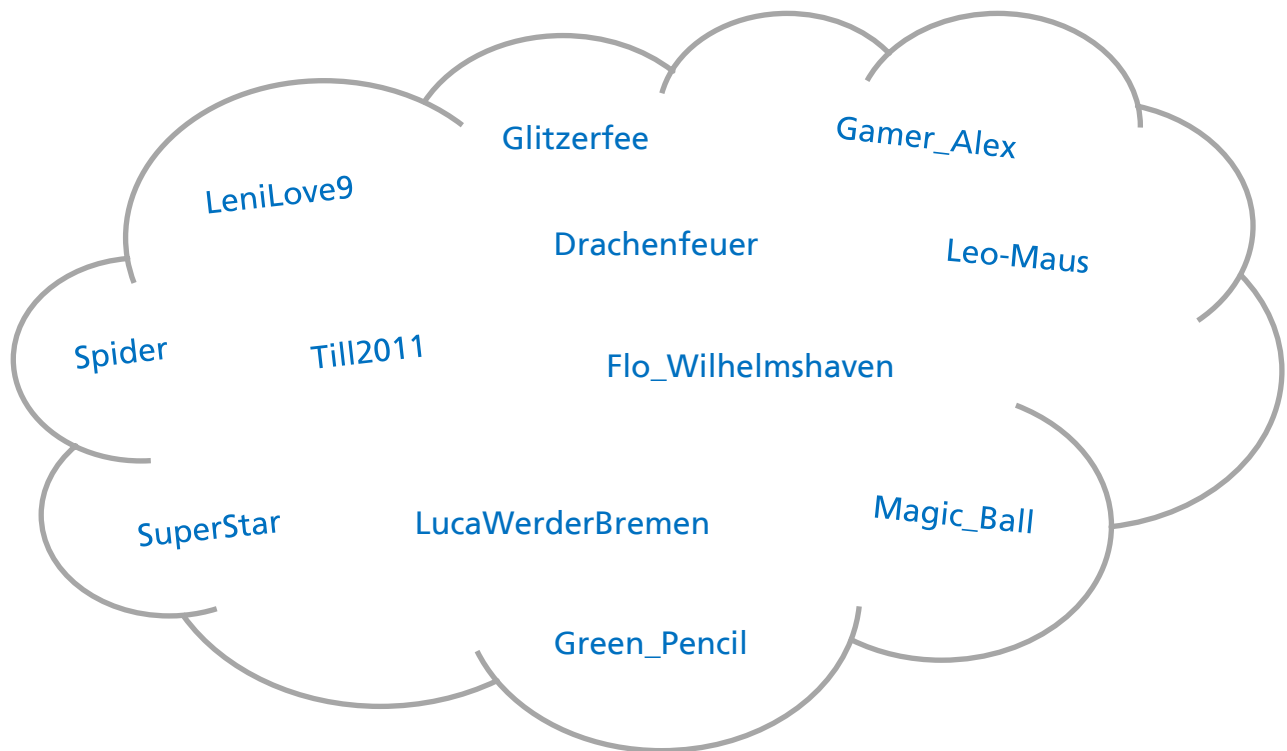 Glitzerfee
Gamer_Alex
LeniLove9
Drachenfeuer
Leo-Maus
Spider
Till2011
Flo_Wilhelmshaven
SuperStar
LucaWerderBremen
Magic_Ball
Green_Pencil